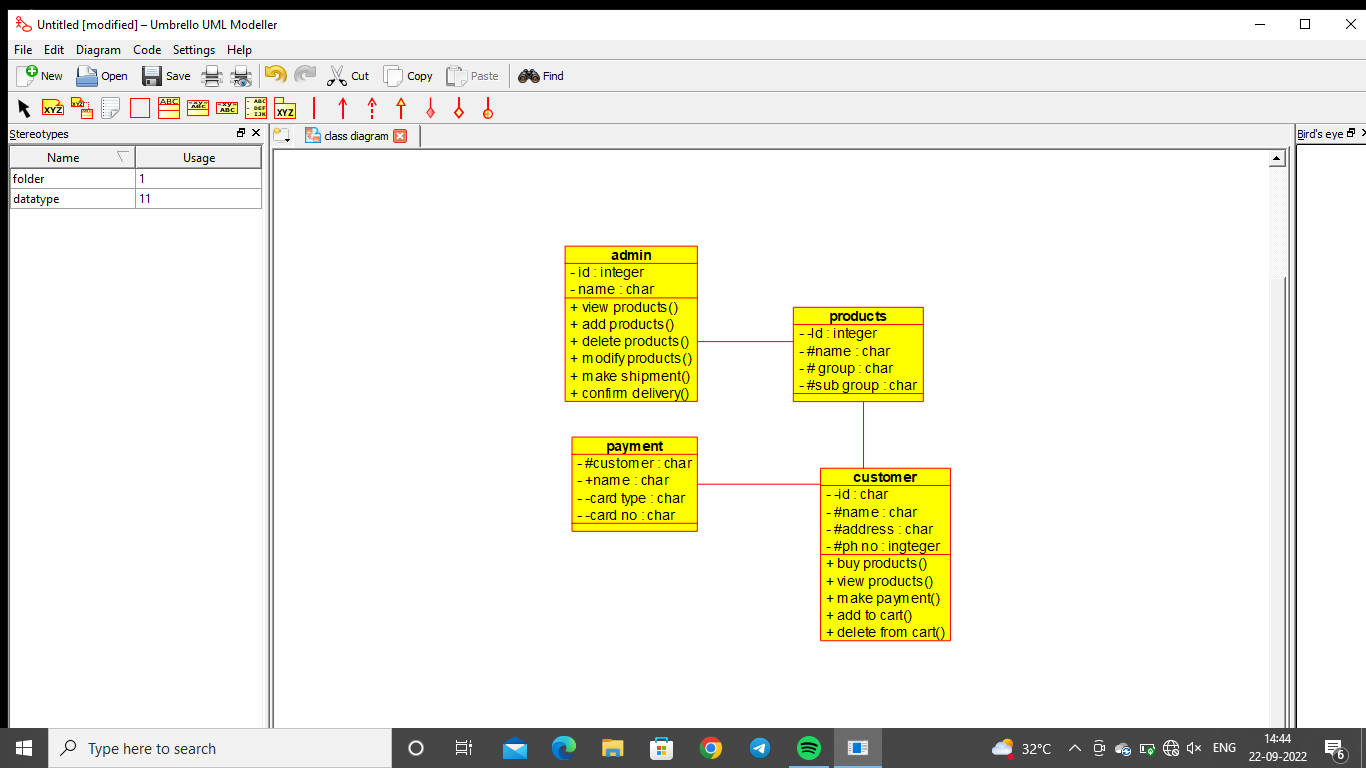 Untitled [modified] – Umbrello UML Modeller
File Edit Diagram Code Settings Help
New Open Save Cut Copy Paste Find
XYZ XYZ ABC -xy= ABC -xy ABC ABC DEF IJK XYZ
Stereotypes
class diagram
Bird's eye
Name Usage
folder 1
datatype 11
admin
- id : integer
- name : char
+ view products()
+ add products()
+ delete products()
+ modify products()
+ make shipment()
+ confirm delivery()
products
- -Id : integer
- #name : char
- # group : char
- #sub group : char
payment
- #customer : char
- +name : char
- -card type : char
- -card no : char
customer
- -id : char
- #name : char
- #address : char
- #ph no : ingteger
+ buy products()
+ view products()
+ make payment()
+ add to cart()
+ delete from cart()
Type here to search
32°C
ENG
14:44
22-09-2022
6